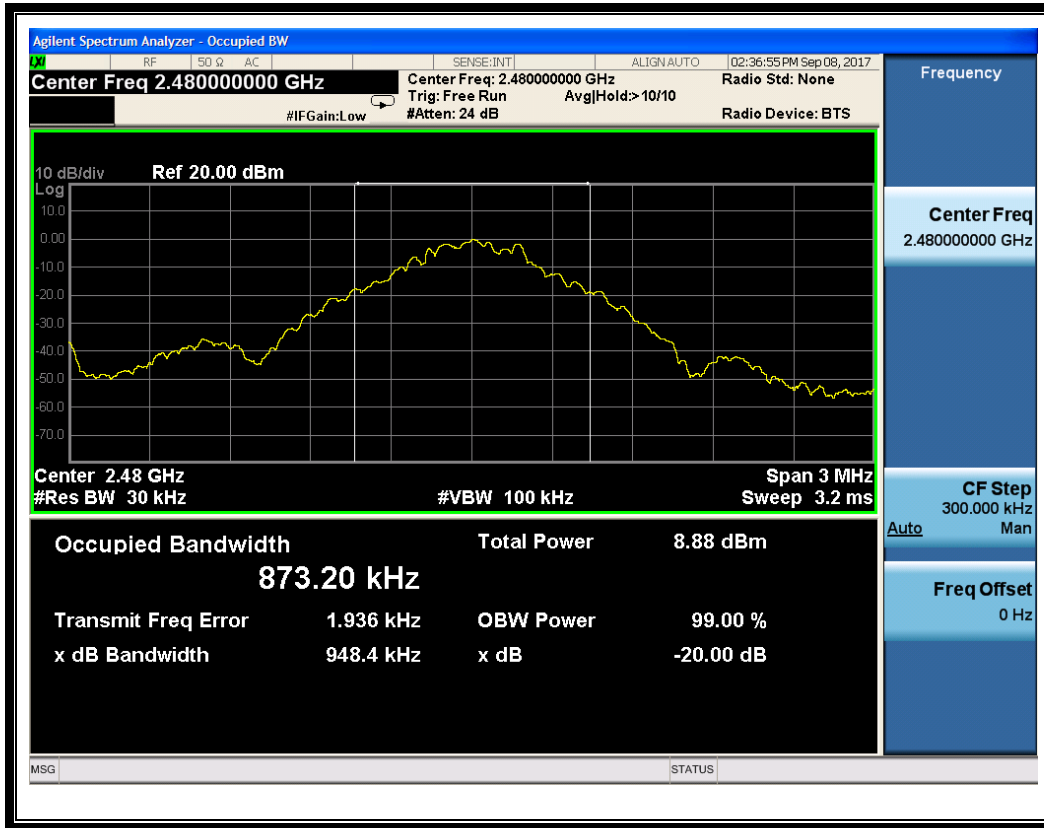 Agilent Spectrum Analyzer - Occupied BW
LXI RF 50 Ω AC SENSE:INT ALIGN AUTO 02:36:55 PM Sep 08, 2017
Center Freq 2.480000000 GHz
Center Freq: 2.480000000 GHz
Radio Std: None
Trig: Free Run Avg|Hold:> 10/10
#IFGain:Low
#Atten: 24 dB
Radio Device: BTS
10 dB/div Ref 20.00 dBm
Log
10.0
0.00
-10.0
-20.0
-30.0
-40.0
-50.0
-60.0
-70.0
Center 2.48 GHz Span 3 MHz
#Res BW 30 kHz #VBW 100 kHz Sweep 3.2 ms
Occupied Bandwidth Total Power 8.88 dBm
873.20 kHz
Transmit Freq Error 1.936 kHz OBW Power 99.00 %
x dB Bandwidth 948.4 kHz x dB -20.00 dB
MSG STATUS
Frequency
Center Freq
2.480000000 GHz
CF Step
300.000 kHz
Auto Man
Freq Offset
0 Hz